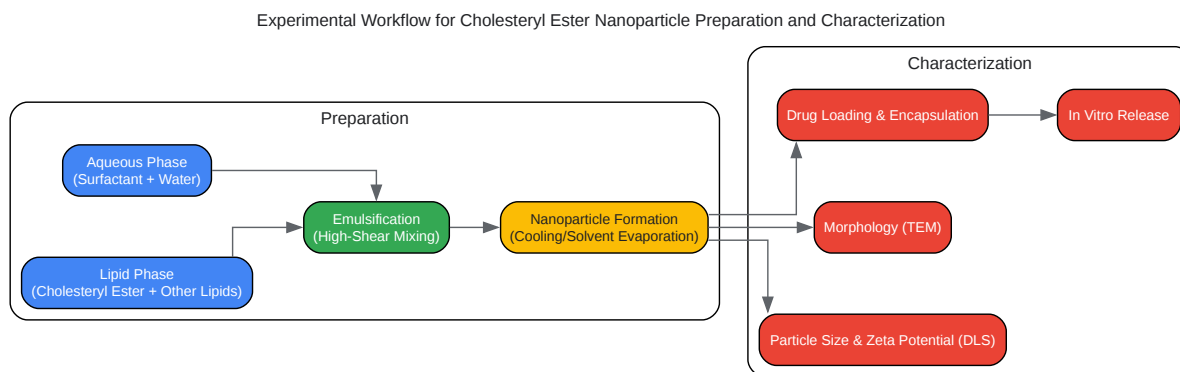 Experimental Workflow for Cholesteryl Ester Nanoparticle Preparation and Characterization
Preparation
Aqueous Phase
(Surfactant + Water)
Lipid Phase
(Cholesteryl Ester + Other Lipids)
Emulsification
(High-Shear Mixing)
Nanoparticle Formation
(Cooling/Solvent Evaporation)
Characterization
Drug Loading & Encapsulation
In Vitro Release
Morphology (TEM)
Particle Size & Zeta Potential (DLS)